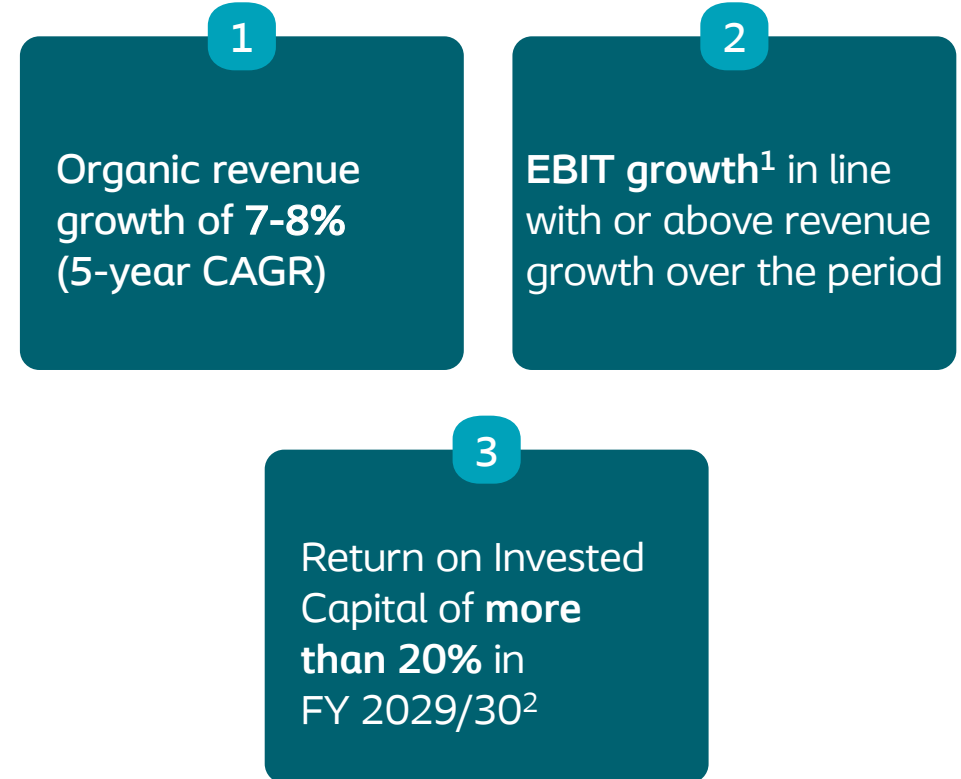 1
Organic revenue
growth of 7-8%
(5-year CAGR)
2
EBIT growth¹ in line
with or above revenue
growth over the period
3
Return on Invested
Capital of more
than 20% in
FY 2029/30²